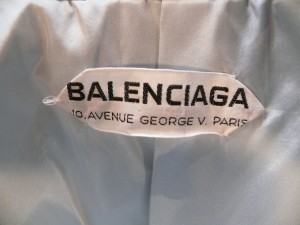 BALENCIAGA
10, AVENUE GEORGE V. PARIS